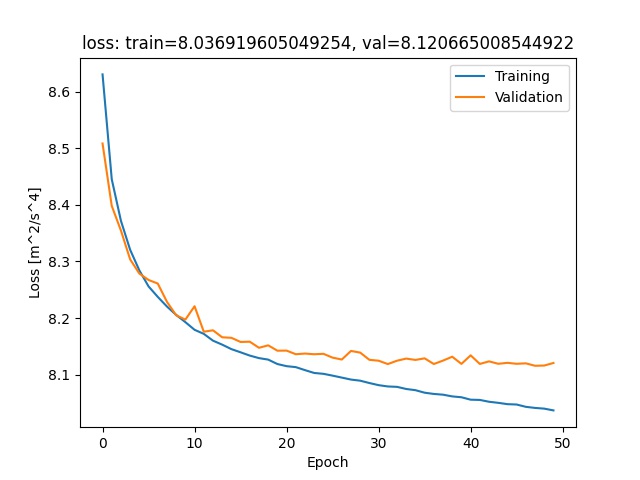 loss: train=8.036919605049254, val=8.120665008544922
Training
Validation
8.6
8.5
8.4
8.3
8.2
8.1
Loss [m^2/s^4]
0 10 20 30 40 50
Epoch